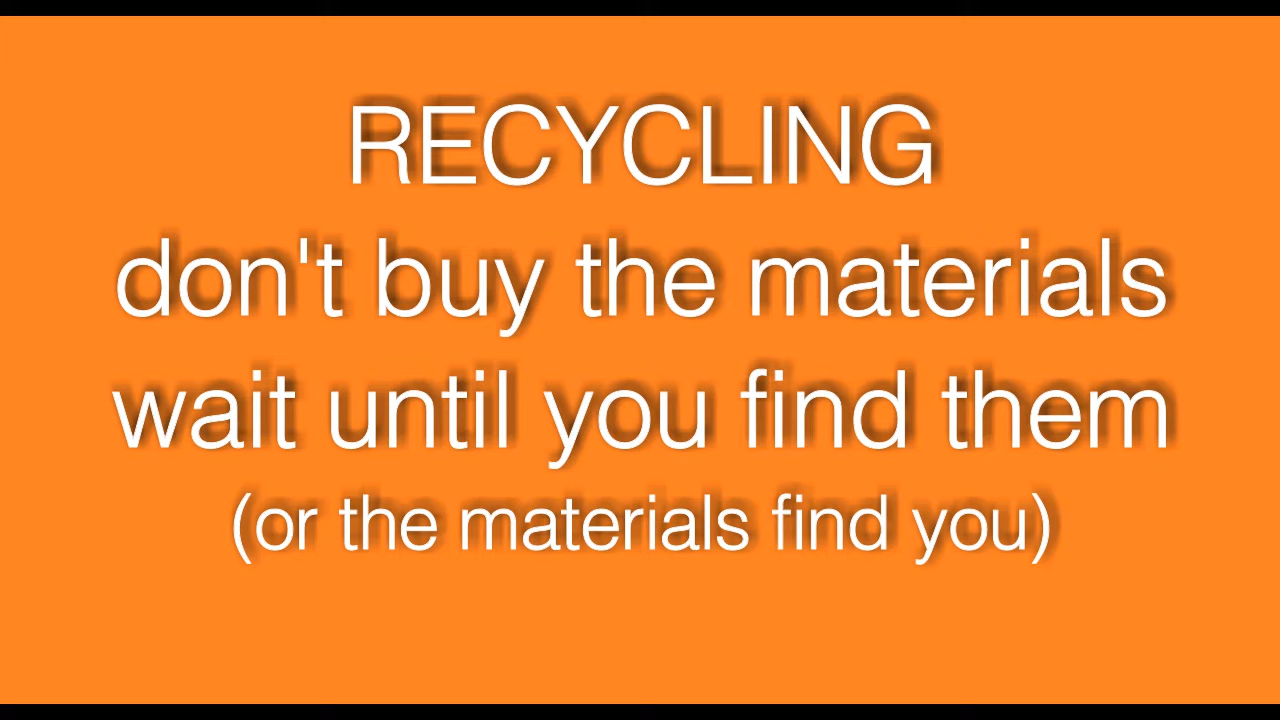 RECYCLING
don't buy the materials
wait until you find them
(or the materials find you)